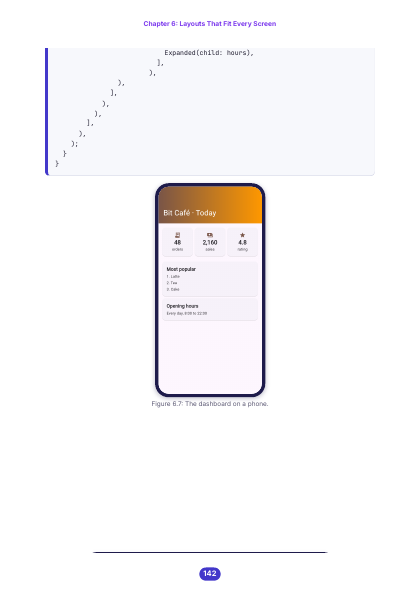 Chapter 6: Layouts That Fit Every Screen
Expanded(child: hours),
],
),
),
],
),
),
],
),
);
}
}
Bit Café · Today
48
orders
2,160
sales
4.8
rating
Most popular
1. Latte
2. Tea
3. Cake
Opening hours
Every day, 8:00 to 22:00
Figure 6.7: The dashboard on a phone.
142